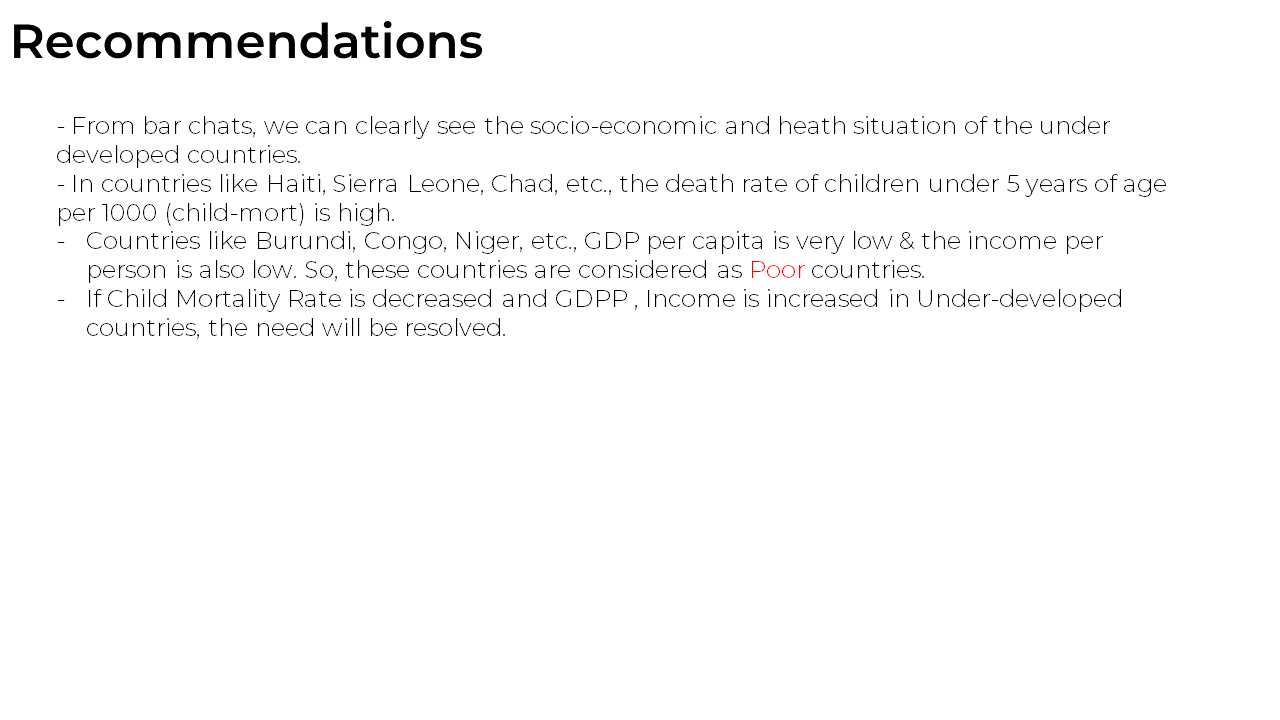 Recommendations
- From bar chats, we can clearly see the socio-economic and heath situation of the under
developed countries.
- In countries like Haiti, Sierra Leone, Chad, etc., the death rate of children under 5 years of age
per 1000 (child-mort) is high.
- Countries like Burundi, Congo, Niger, etc., GDP per capita is very low & the income per
person is also low. So, these countries are considered as Poor countries.
- If Child Mortality Rate is decreased and GDPP , Income is increased in Under-developed
countries, the need will be resolved.